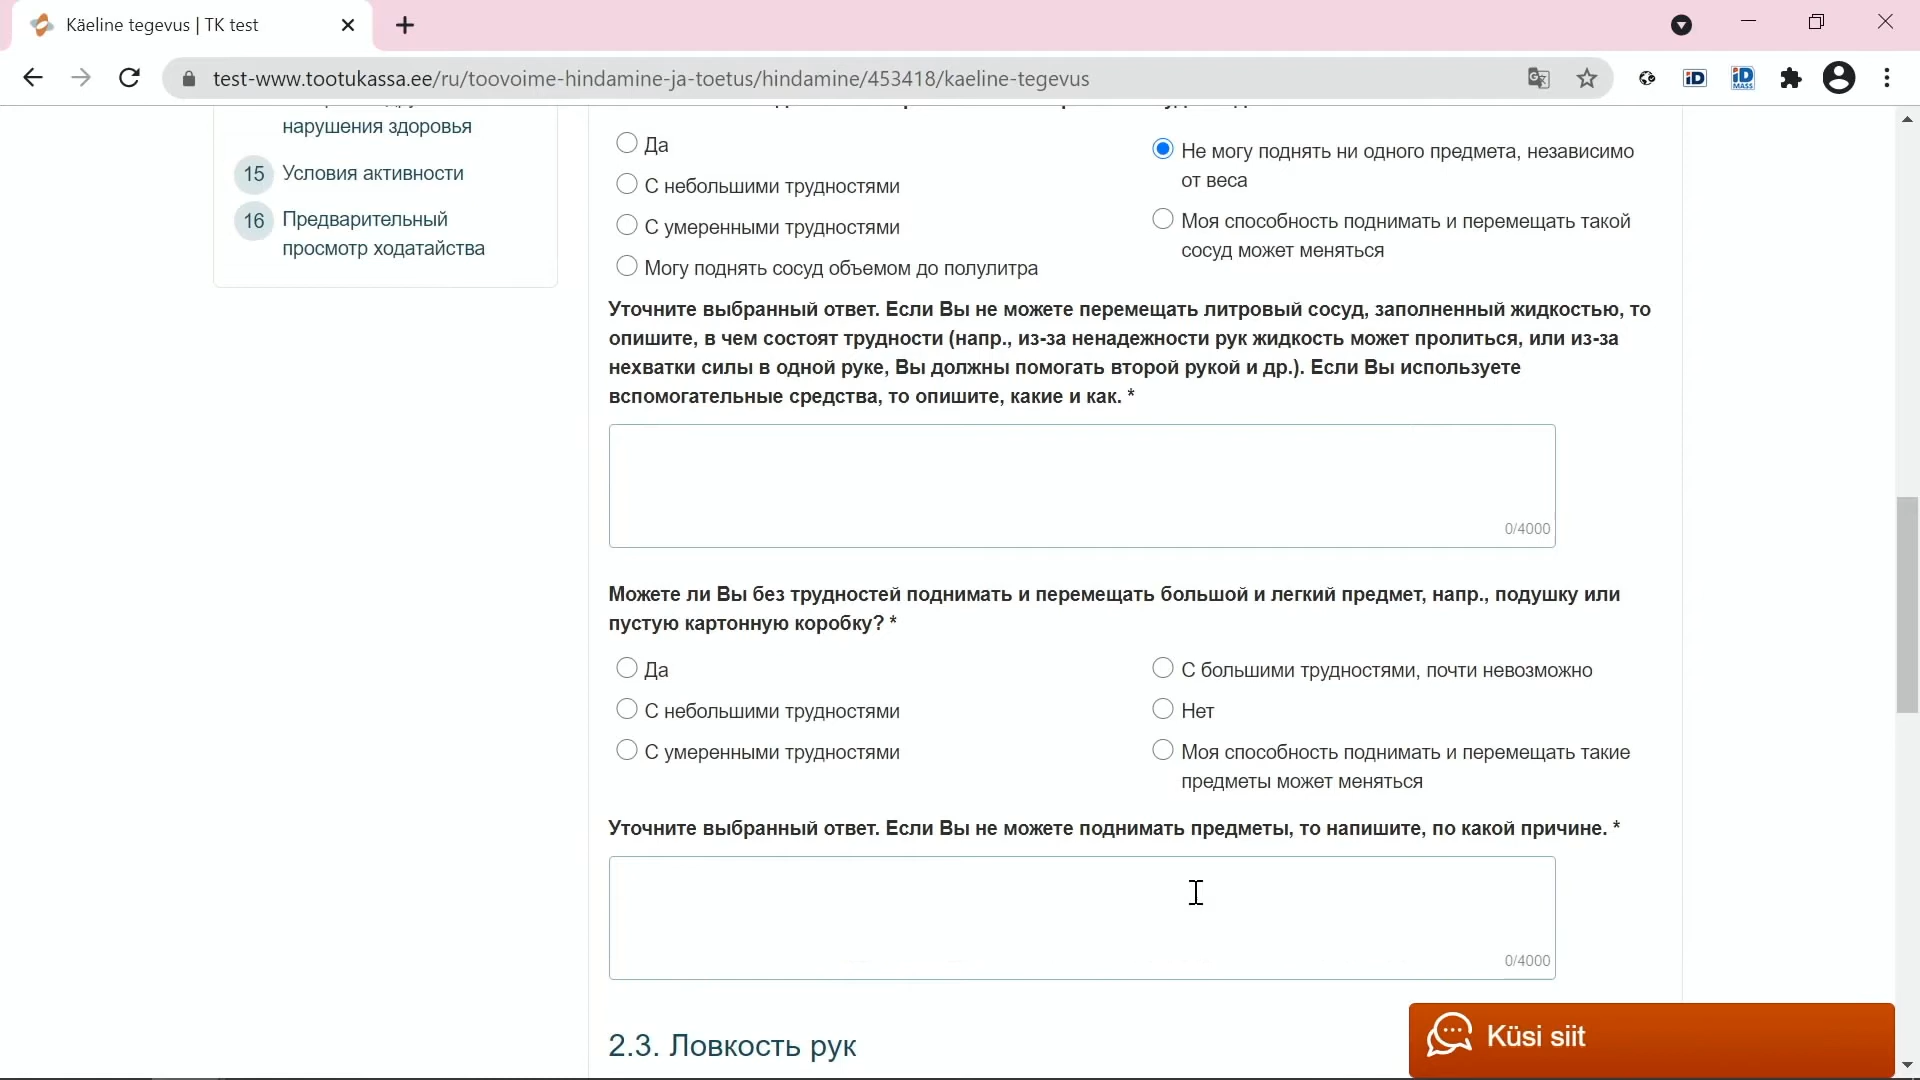 Käeline tegevus | TK test
test-www.tootukassa.ee/ru/toovoime-hindamine-ja-toetus/hindamine/453418/kaeline-tegevus
iD
iD
MASS
нарушения здоровья
15 Условия активности
16 Предварительный
просмотр ходатайства
Да
С небольшими трудностями
С умеренными трудностями
Могу поднять сосуд объемом до полулитра
Не могу поднять ни одного предмета, независимо
от веса
Моя способность поднимать и перемещать такой
сосуд может меняться
Уточните выбранный ответ. Если Вы не можете перемещать литровый сосуд, заполненный жидкостью, то
опишите, в чем состоят трудности (напр., из-за ненадежности рук жидкость может пролиться, или из-за
нехватки силы в одной руке, Вы должны помогать второй рукой и др.). Если Вы используете
вспомогательные средства, то опишите, какие и как. *
0/4000
Можете ли Вы без трудностей поднимать и перемещать большой и легкий предмет, напр., подушку или
пустую картонную коробку? *
Да
С небольшими трудностями
С умеренными трудностями
С большими трудностями, почти невозможно
Нет
Моя способность поднимать и перемещать такие
предметы может меняться
Уточните выбранный ответ. Если Вы не можете поднимать предметы, то напишите, по какой причине. *
0/4000
2.3. Ловкость рук
Küsi siit